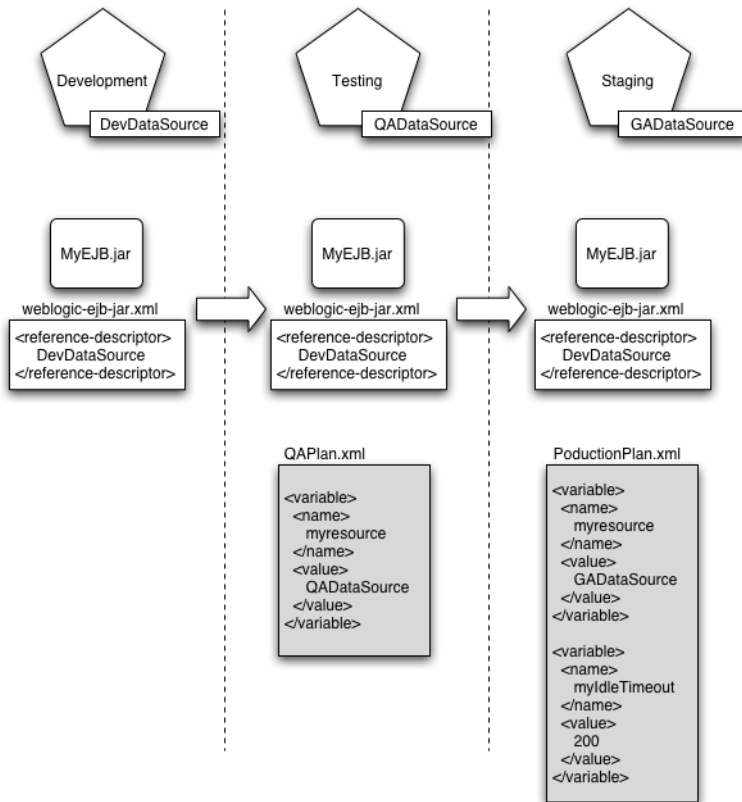 Development
DevDataSource
Testing
QADataSource
Staging
GADataSource
MyEJB.jar
weblogic-ejb-jar.xml
<reference-descriptor>
DevDataSource
</reference-descriptor>
MyEJB.jar
weblogic-ejb-jar.xml
<reference-descriptor>
DevDataSource
</reference-descriptor>
MyEJB.jar
weblogic-ejb-jar.xml
<reference-descriptor>
DevDataSource
</reference-descriptor>
QAPlan.xml
<variable>
<name>
myresource
</name>
<value>
QADataSource
</value>
</variable>
PoductionPlan.xml
<variable>
<name>
myresource
</name>
<value>
GADataSource
</value>
</variable>
<variable>
<name>
myIdleTimeout
</name>
<value>
200
</value>
</variable>